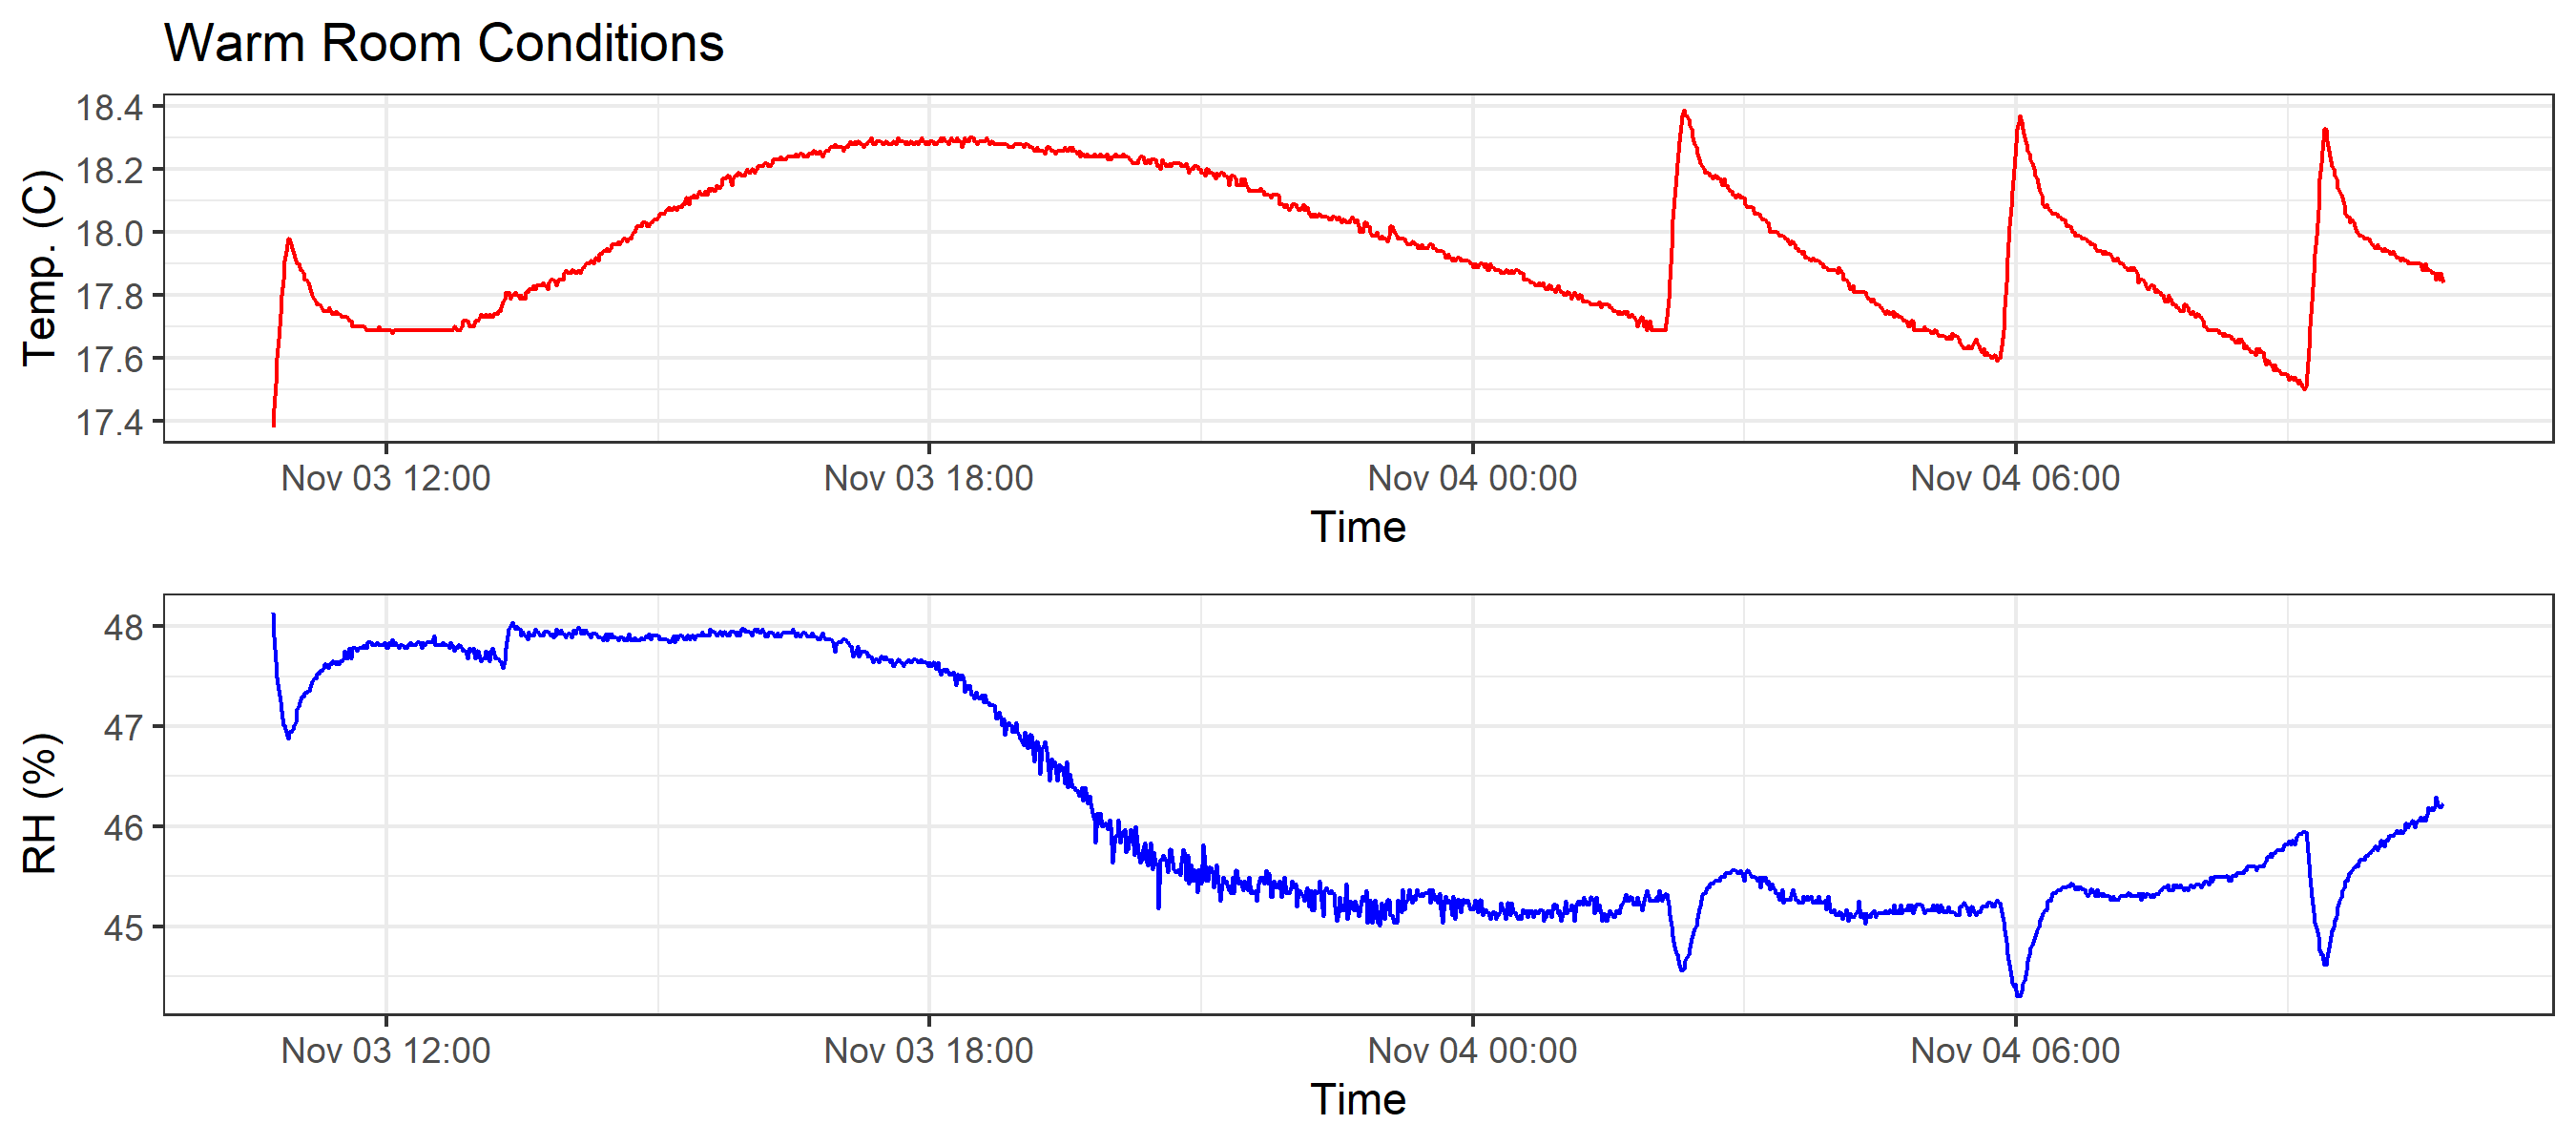 Warm Room Conditions
18.4
18.2
18.0
17.8
17.6
17.4
Temp. (C)
Nov 03 12:00 Nov 03 18:00 Nov 04 00:00 Nov 04 06:00
Time
48
47
46
45
RH (%)
Nov 03 12:00 Nov 03 18:00 Nov 04 00:00 Nov 04 06:00
Time